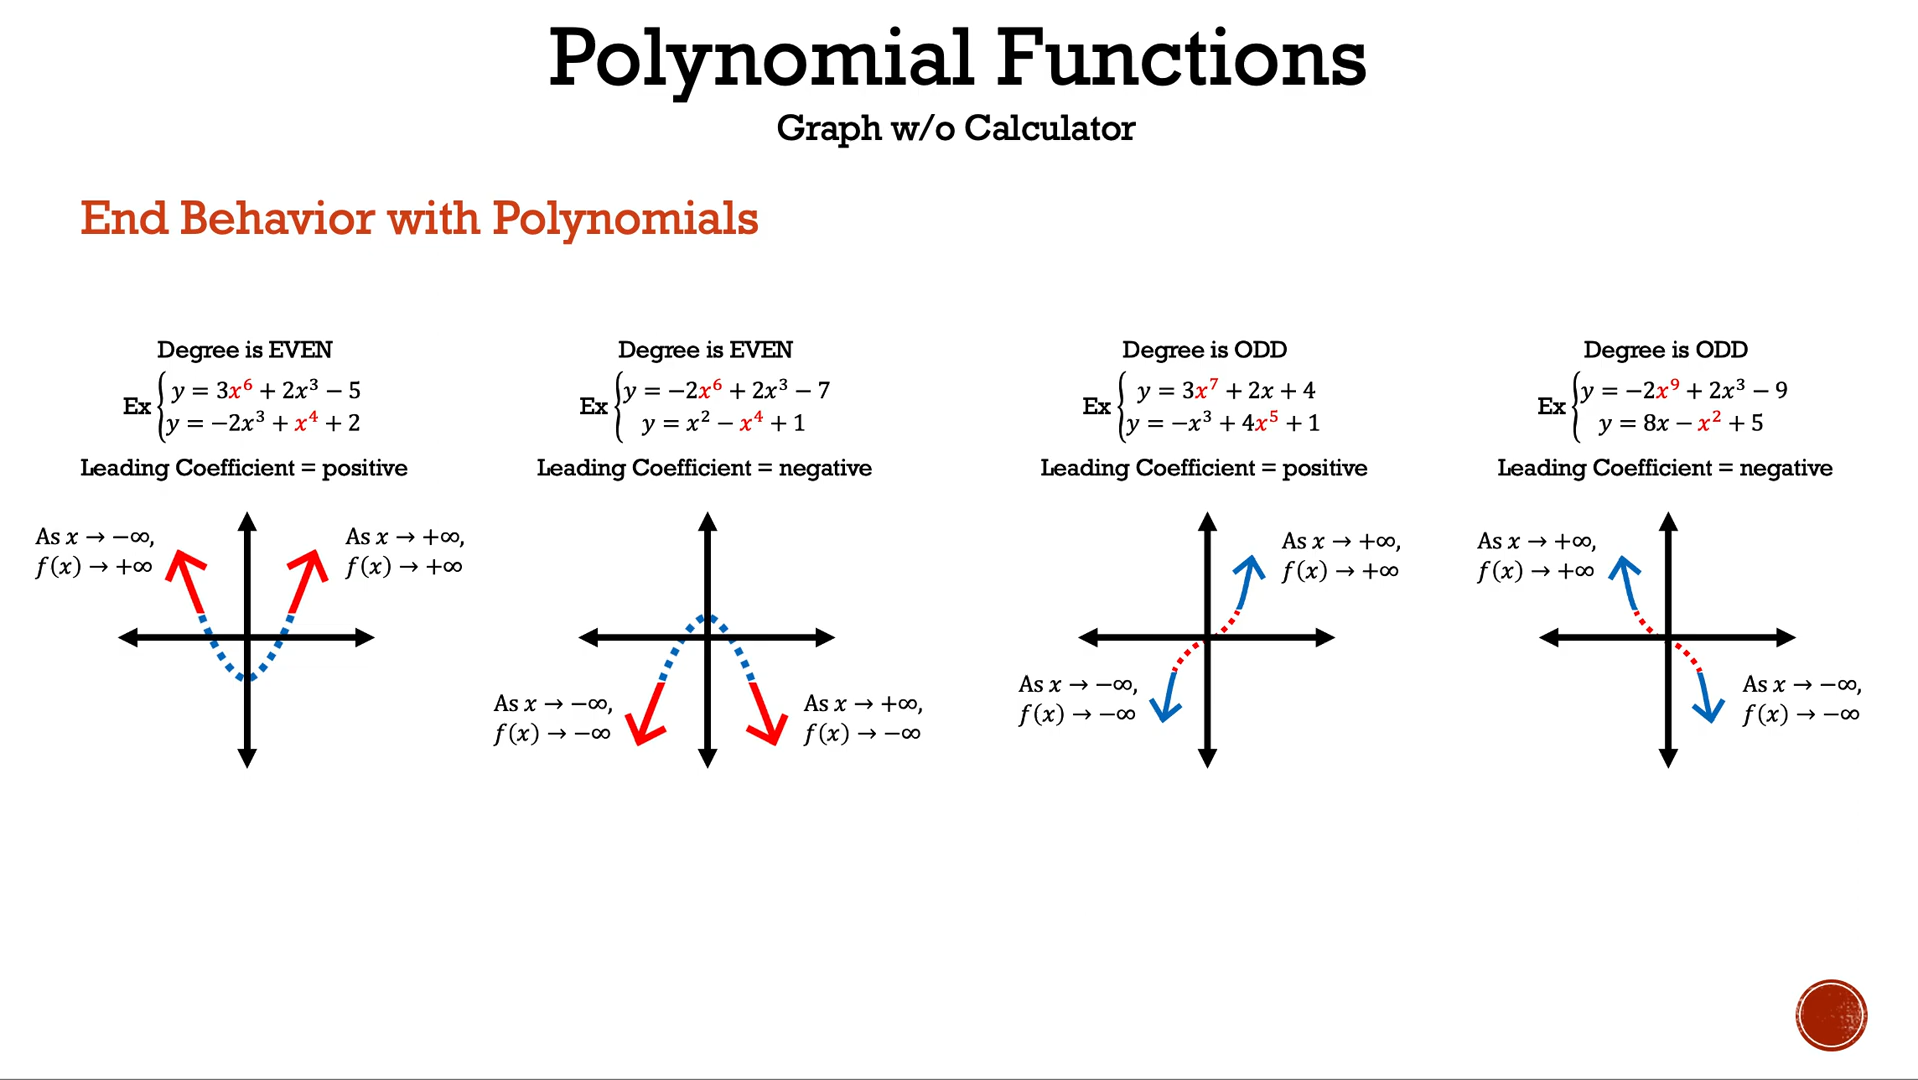 Polynomial Functions
Graph w/o Calculator
End Behavior with Polynomials
Degree is EVEN
Ex { y = 3x⁶ + 2x³ − 5
y = −2x³ + x⁴ + 2
Leading Coefficient = positive
As x → −∞,
f(x) → +∞
As x → +∞,
f(x) → +∞
Degree is EVEN
Ex { y = −2x⁶ + 2x³ − 7
y = x² − x⁴ + 1
Leading Coefficient = negative
As x → −∞,
f(x) → −∞
As x → +∞,
f(x) → −∞
Degree is ODD
Ex { y = 3x⁷ + 2x + 4
y = −x³ + 4x⁵ + 1
Leading Coefficient = positive
As x → +∞,
f(x) → +∞
As x → −∞,
f(x) → −∞
Degree is ODD
Ex { y = −2x⁹ + 2x³ − 9
y = 8x − x² + 5
Leading Coefficient = negative
As x → +∞,
f(x) → +∞
As x → −∞,
f(x) → −∞